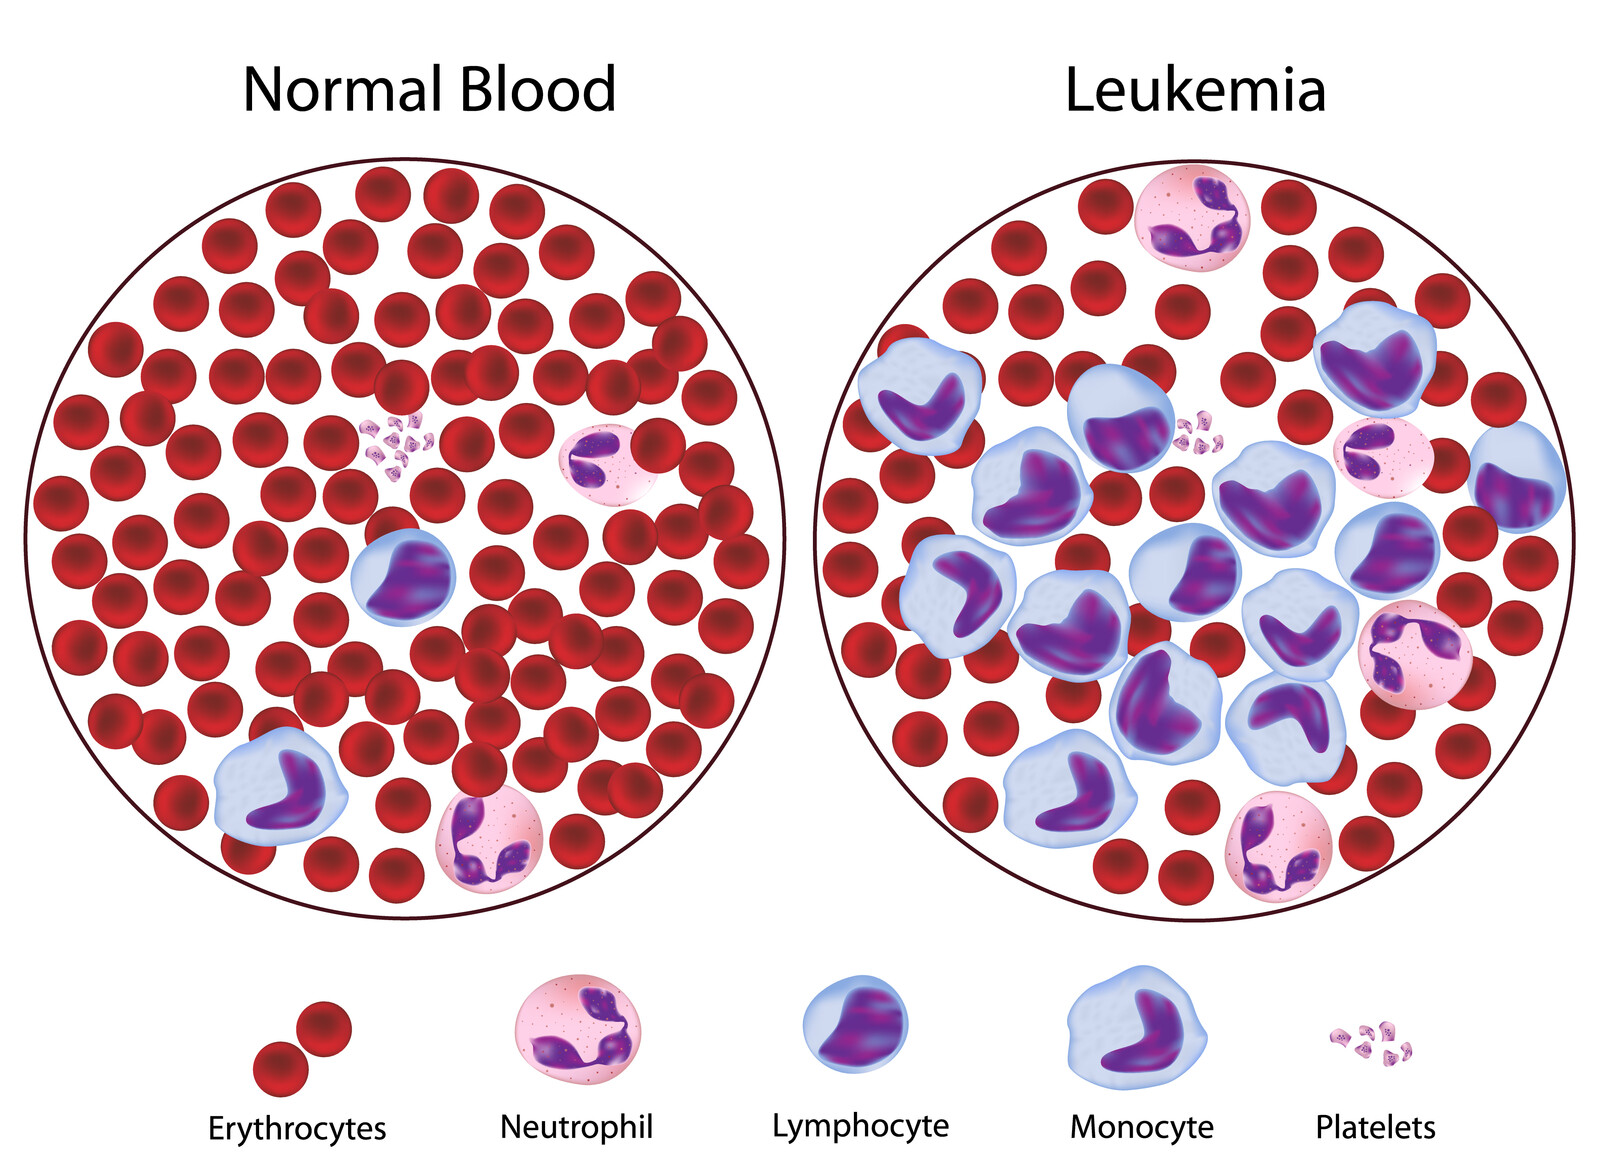 Normal Blood
Leukemia
Erythrocytes
Neutrophil
Lymphocyte
Monocyte
Platelets